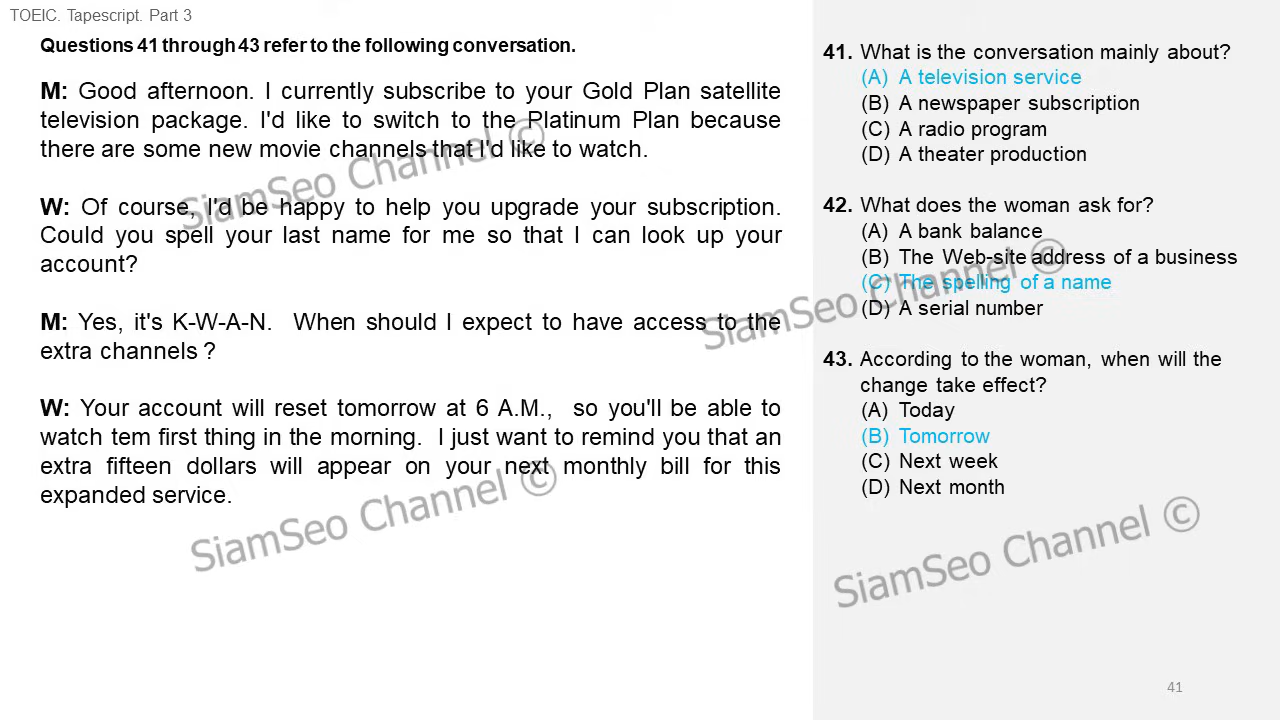 TOEIC. Tapescript. Part 3
Questions 41 through 43 refer to the following conversation.
M: Good afternoon. I currently subscribe to your Gold Plan satellite
television package. I'd like to switch to the Platinum Plan because
there are some new movie channels that I'd like to watch.
SiamSeo Channel ©
W: Of course, I'd be happy to help you upgrade your subscription.
Could you spell your last name for me so that I can look up your
account?
M: Yes, it's K-W-A-N. When should I expect to have access to the
extra channels ?
W: Your account will reset tomorrow at 6 A.M., so you'll be able to
watch tem first thing in the morning. I just want to remind you that an
extra fifteen dollars will appear on your next monthly bill for this
expanded service.
SiamSeo Channel ©
41. What is the conversation mainly about?
(A) A television service
(B) A newspaper subscription
(C) A radio program
(D) A theater production
42. What does the woman ask for?
(A) A bank balance
(B) The Web-site address of a business
(C) The spelling of a name
(D) A serial number
SiamSeo Channel ©
43. According to the woman, when will the
change take effect?
(A) Today
(B) Tomorrow
(C) Next week
(D) Next month
SiamSeo Channel ©
41